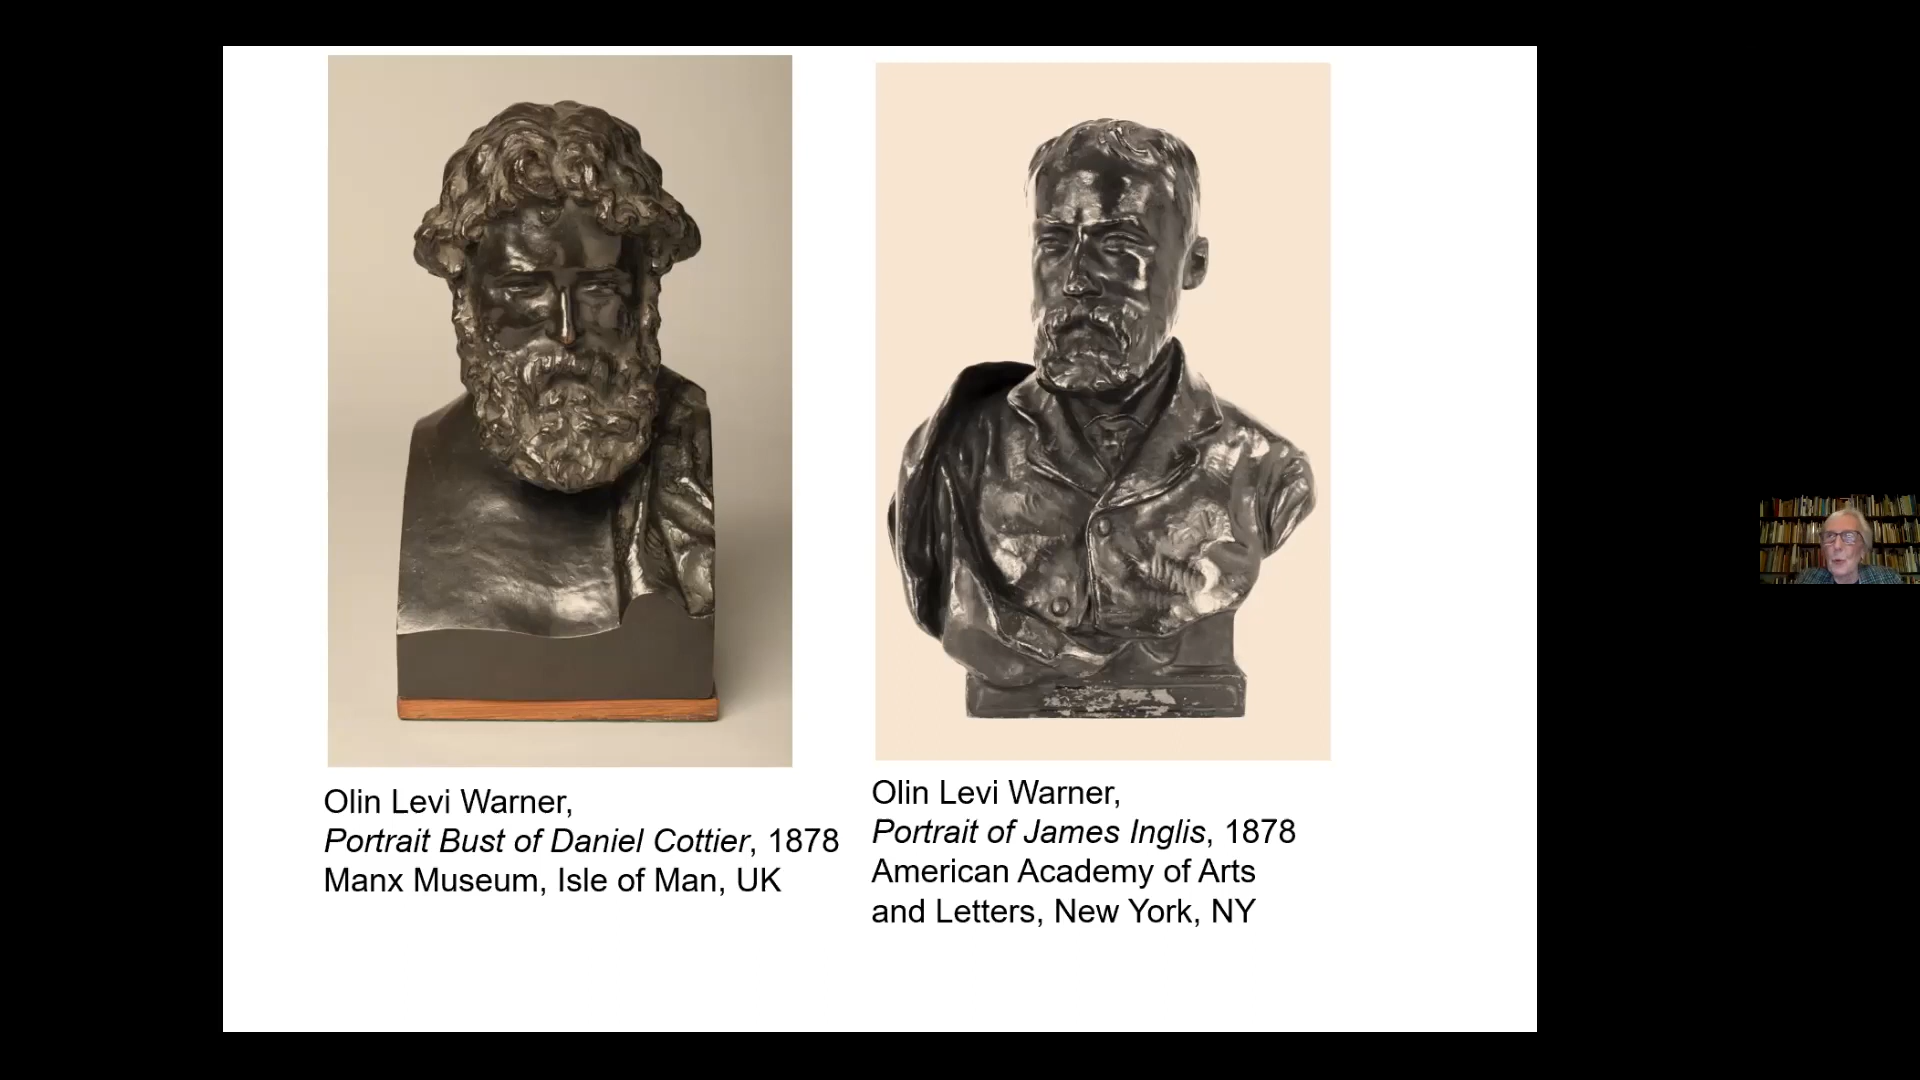 Olin Levi Warner,
Portrait Bust of Daniel Cottier, 1878
Manx Museum, Isle of Man, UK
Olin Levi Warner,
Portrait of James Inglis, 1878
American Academy of Arts
and Letters, New York, NY